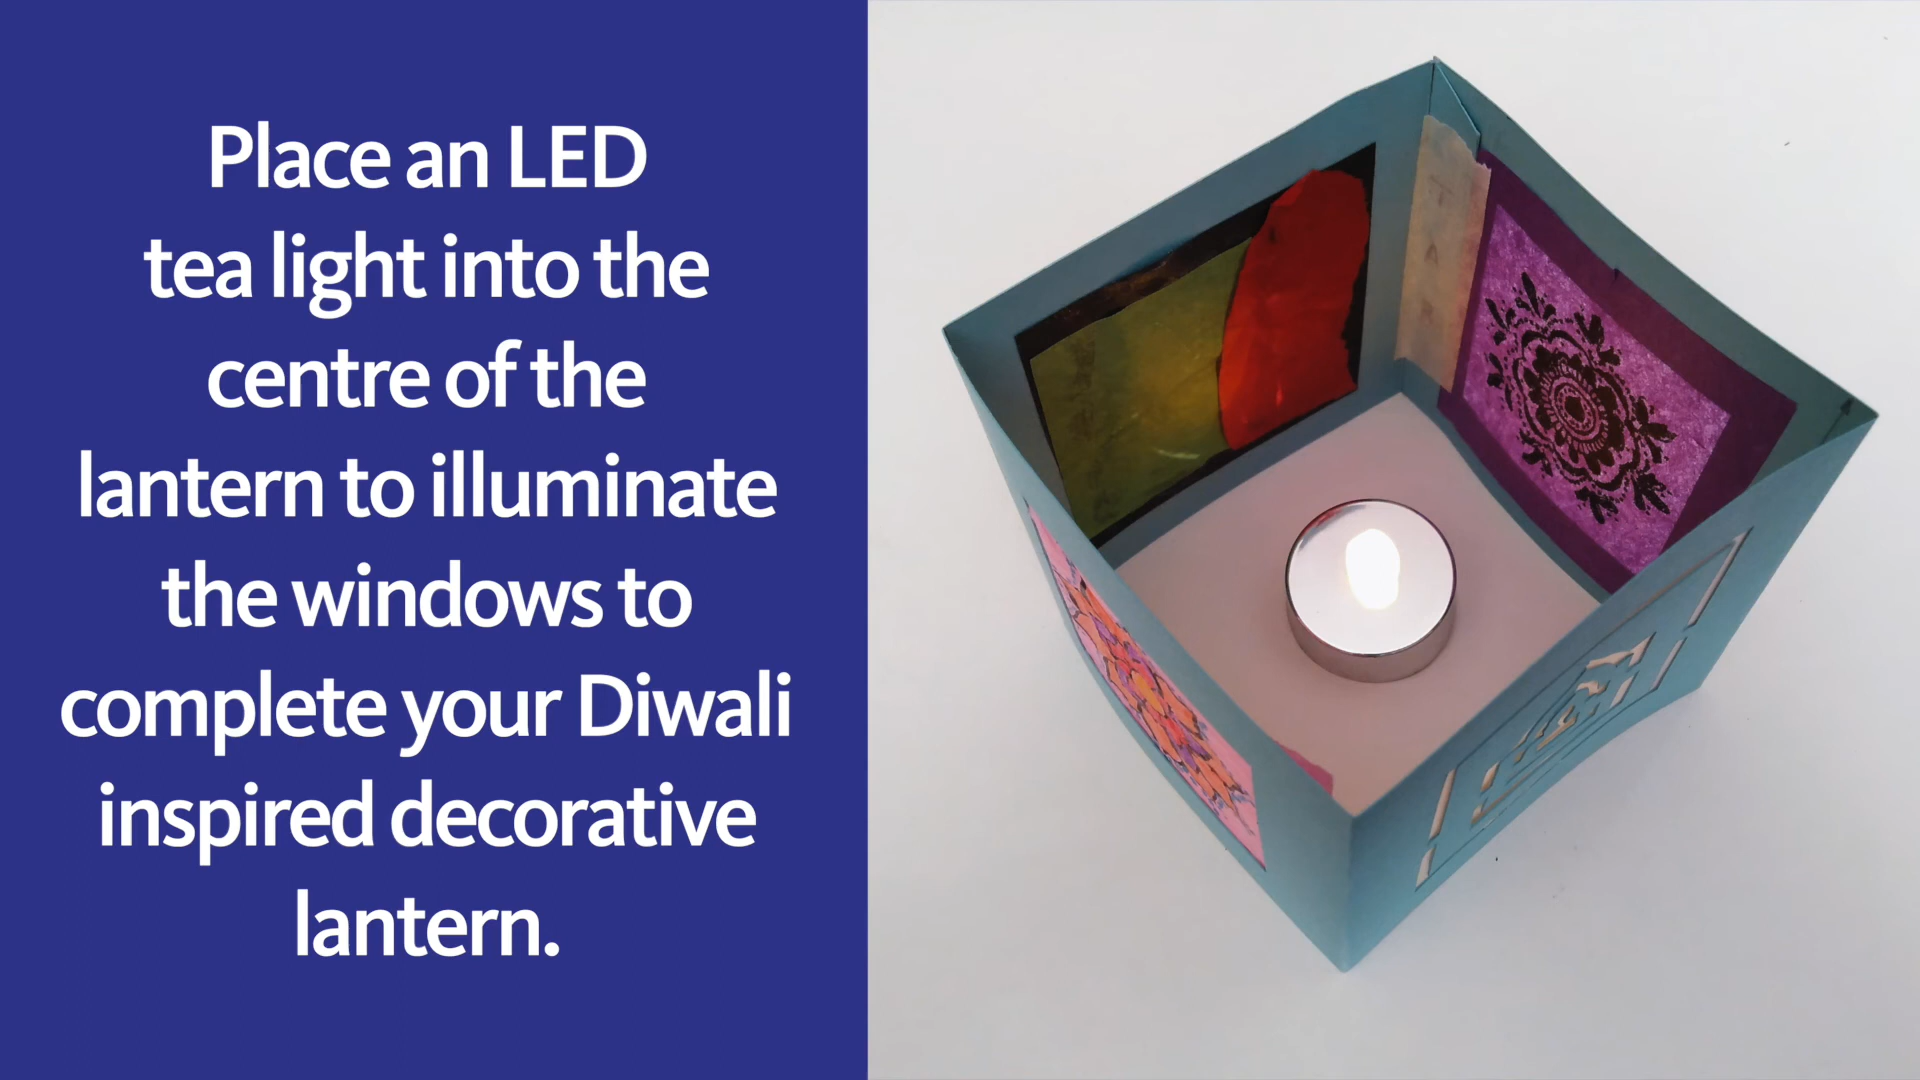 Place an LED
tea light into the
centre of the
lantern to illuminate
the windows to
complete your Diwali
inspired decorative
lantern.